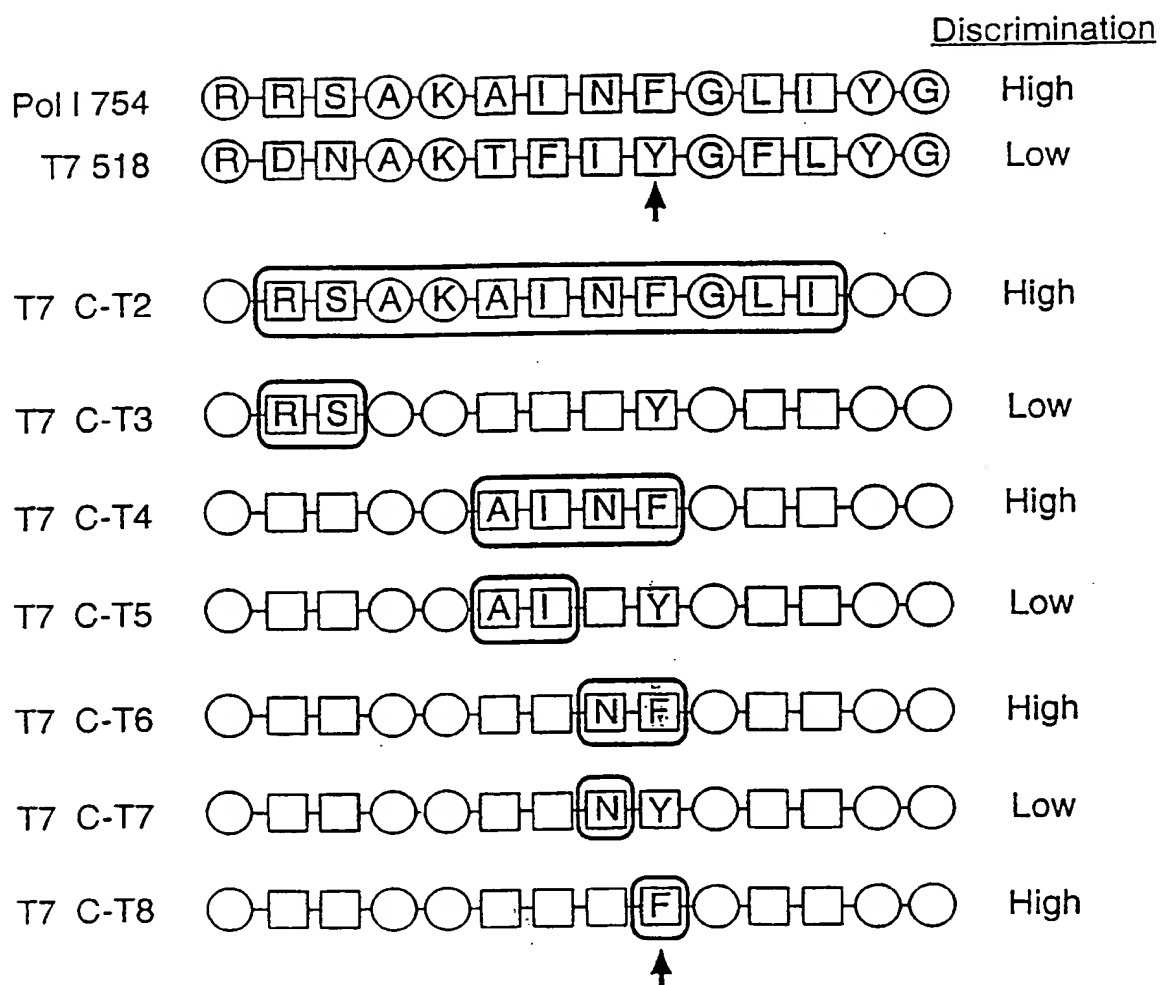 Discrimination
Pol I 754 R R S A K A I N F G L I Y G High
T7 518 R D N A K T F I Y G F L Y G Low
T7 C-T2 R S A K A I N F G L I High
T7 C-T3 R S Y Low
T7 C-T4 A I N F High
T7 C-T5 A I Y Low
T7 C-T6 N F High
T7 C-T7 N Y Low
T7 C-T8 F High